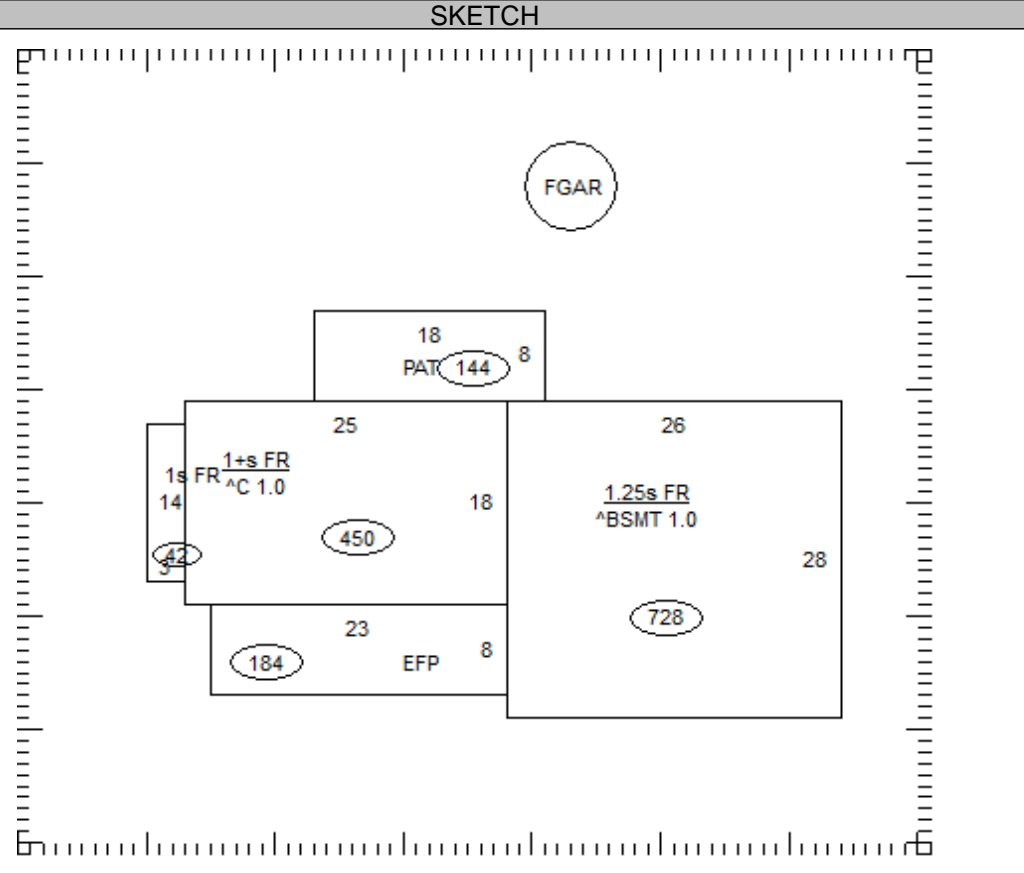 SKETCH
FGAR
18
8
PAT 144
25
26
1s FR
1+s FR
^C 1.0
14
18
1.25s FR
^BSMT 1.0
450
42
3
28
728
23
8
184
EFP